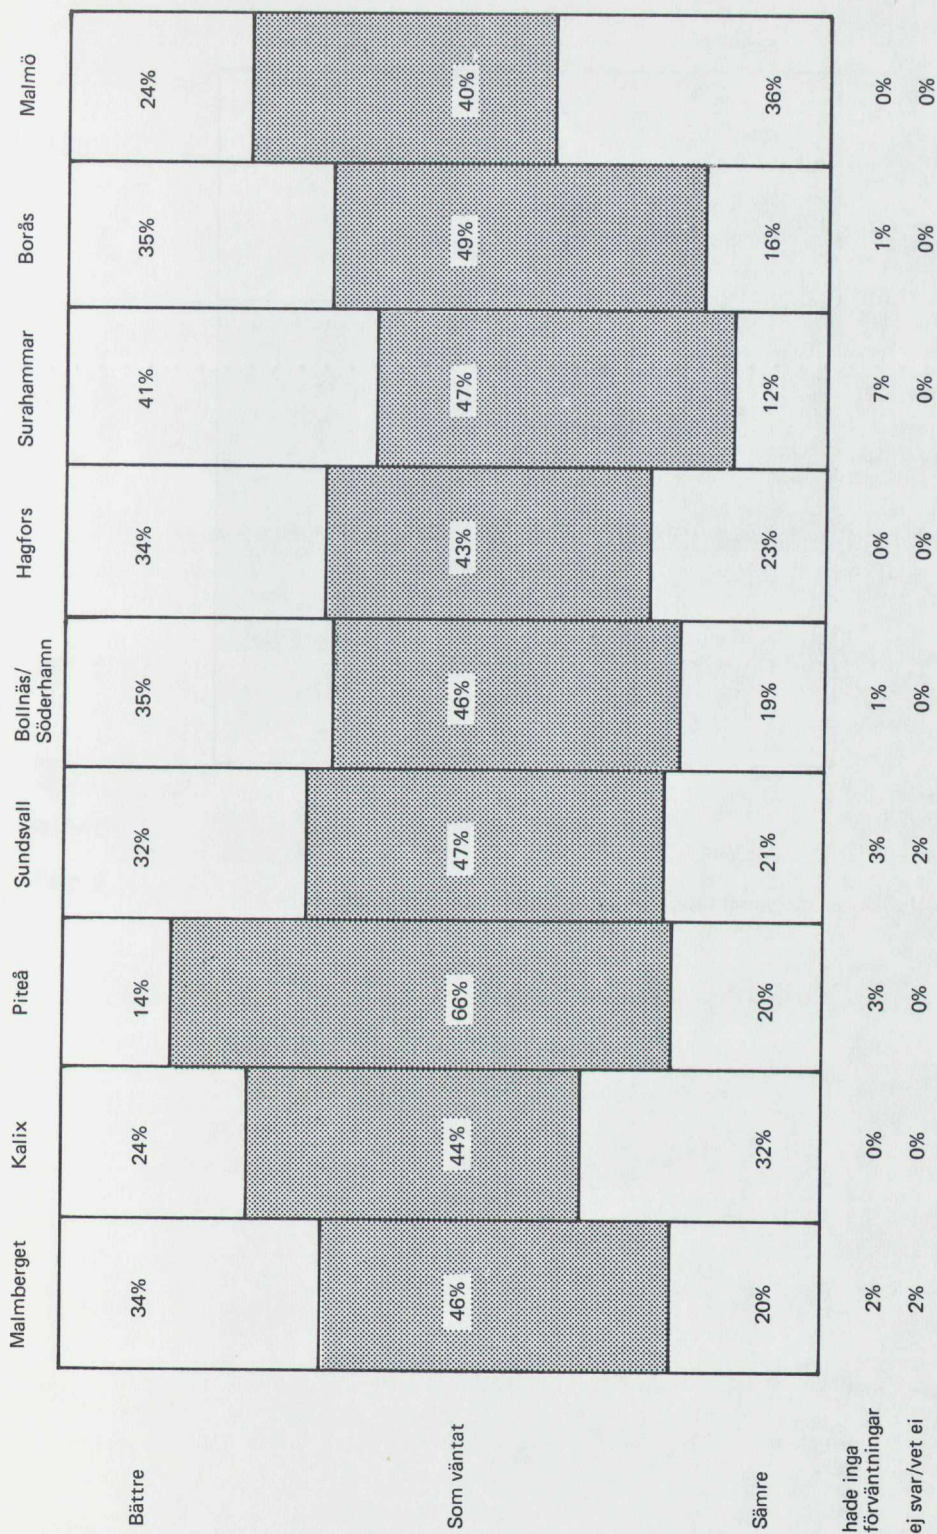 Malmberget Kalix Piteå Sundsvall Bollnäs/ Hagfors Surahammar Borås Malmö
Söderhamn
Bättre 34% 24% 14% 32% 35% 34% 41% 35% 24%
Som väntat 46% 44% 66% 47% 46% 43% 47% 49% 40%
Sämre 20% 32% 20% 21% 19% 23% 12% 16% 36%
hade inga
förväntningar 2% 0% 3% 3% 1% 0% 7% 1% 0%
ej svar/vet ei 2% 0% 0% 2% 0% 0% 0% 0% 0%